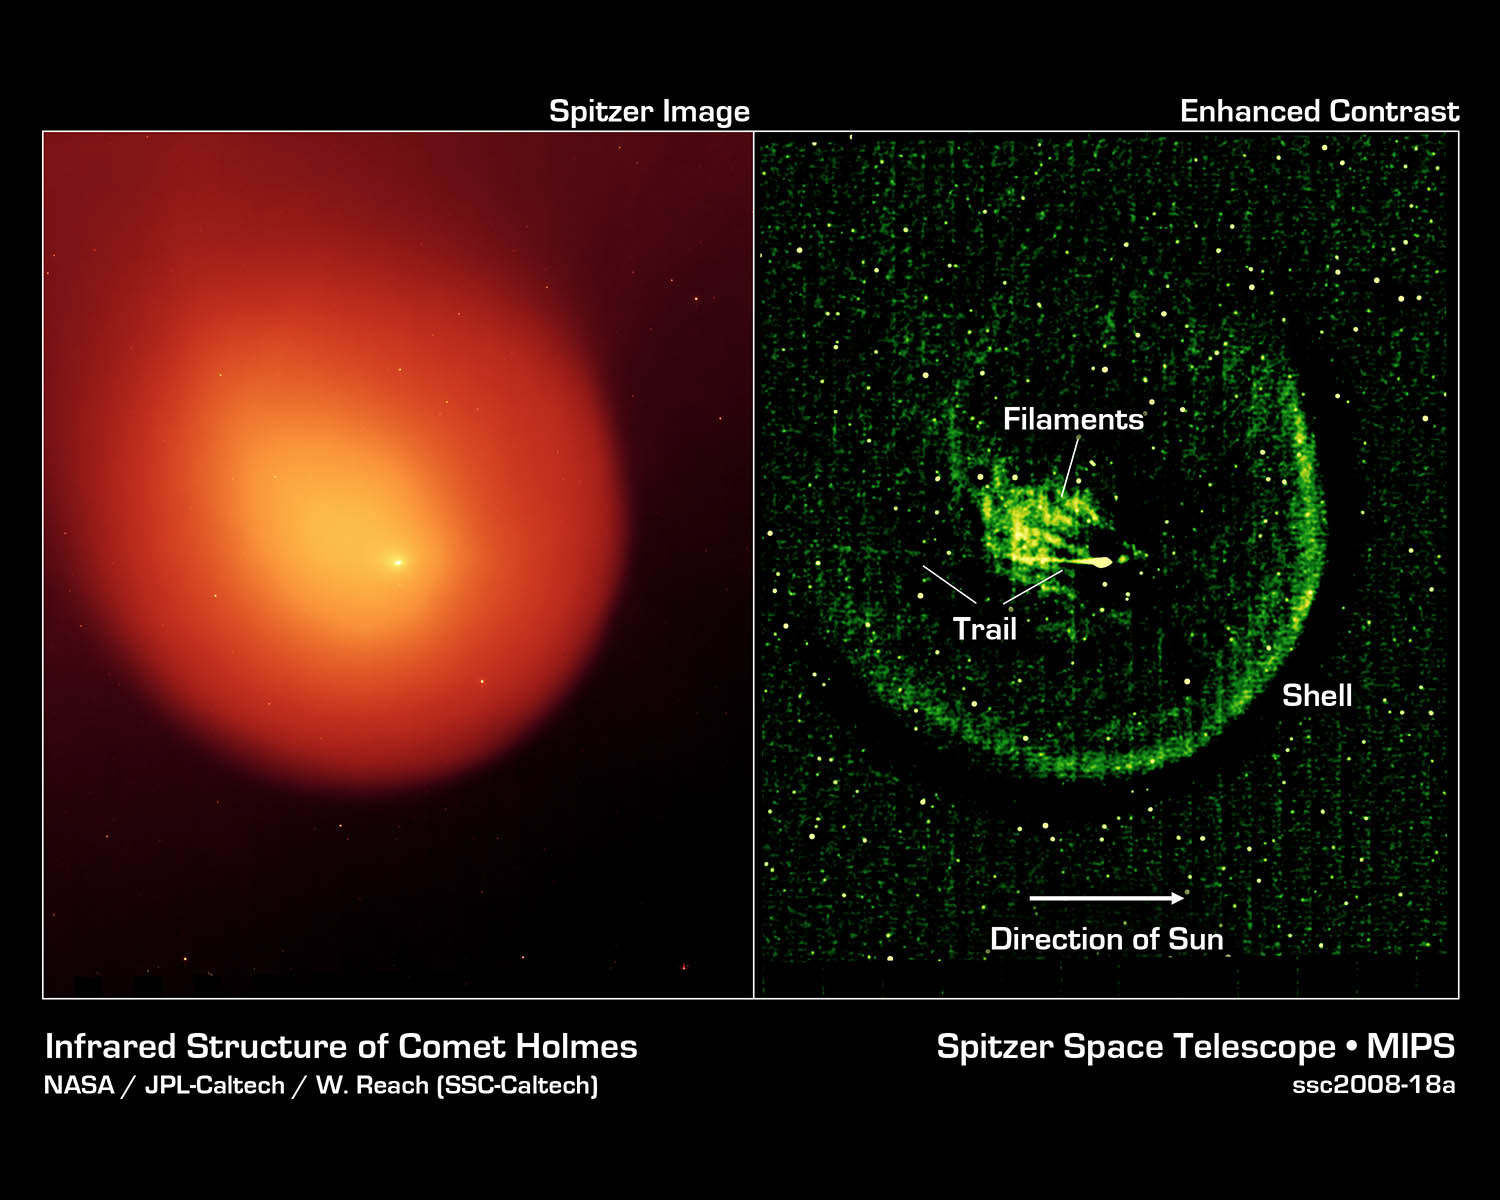 Spitzer Image
Enhanced Contrast
Filaments
Trail
Shell
Direction of Sun
Infrared Structure of Comet Holmes
NASA / JPL-Caltech / W. Reach (SSC-Caltech)
Spitzer Space Telescope • MIPS
ssc2008-18a